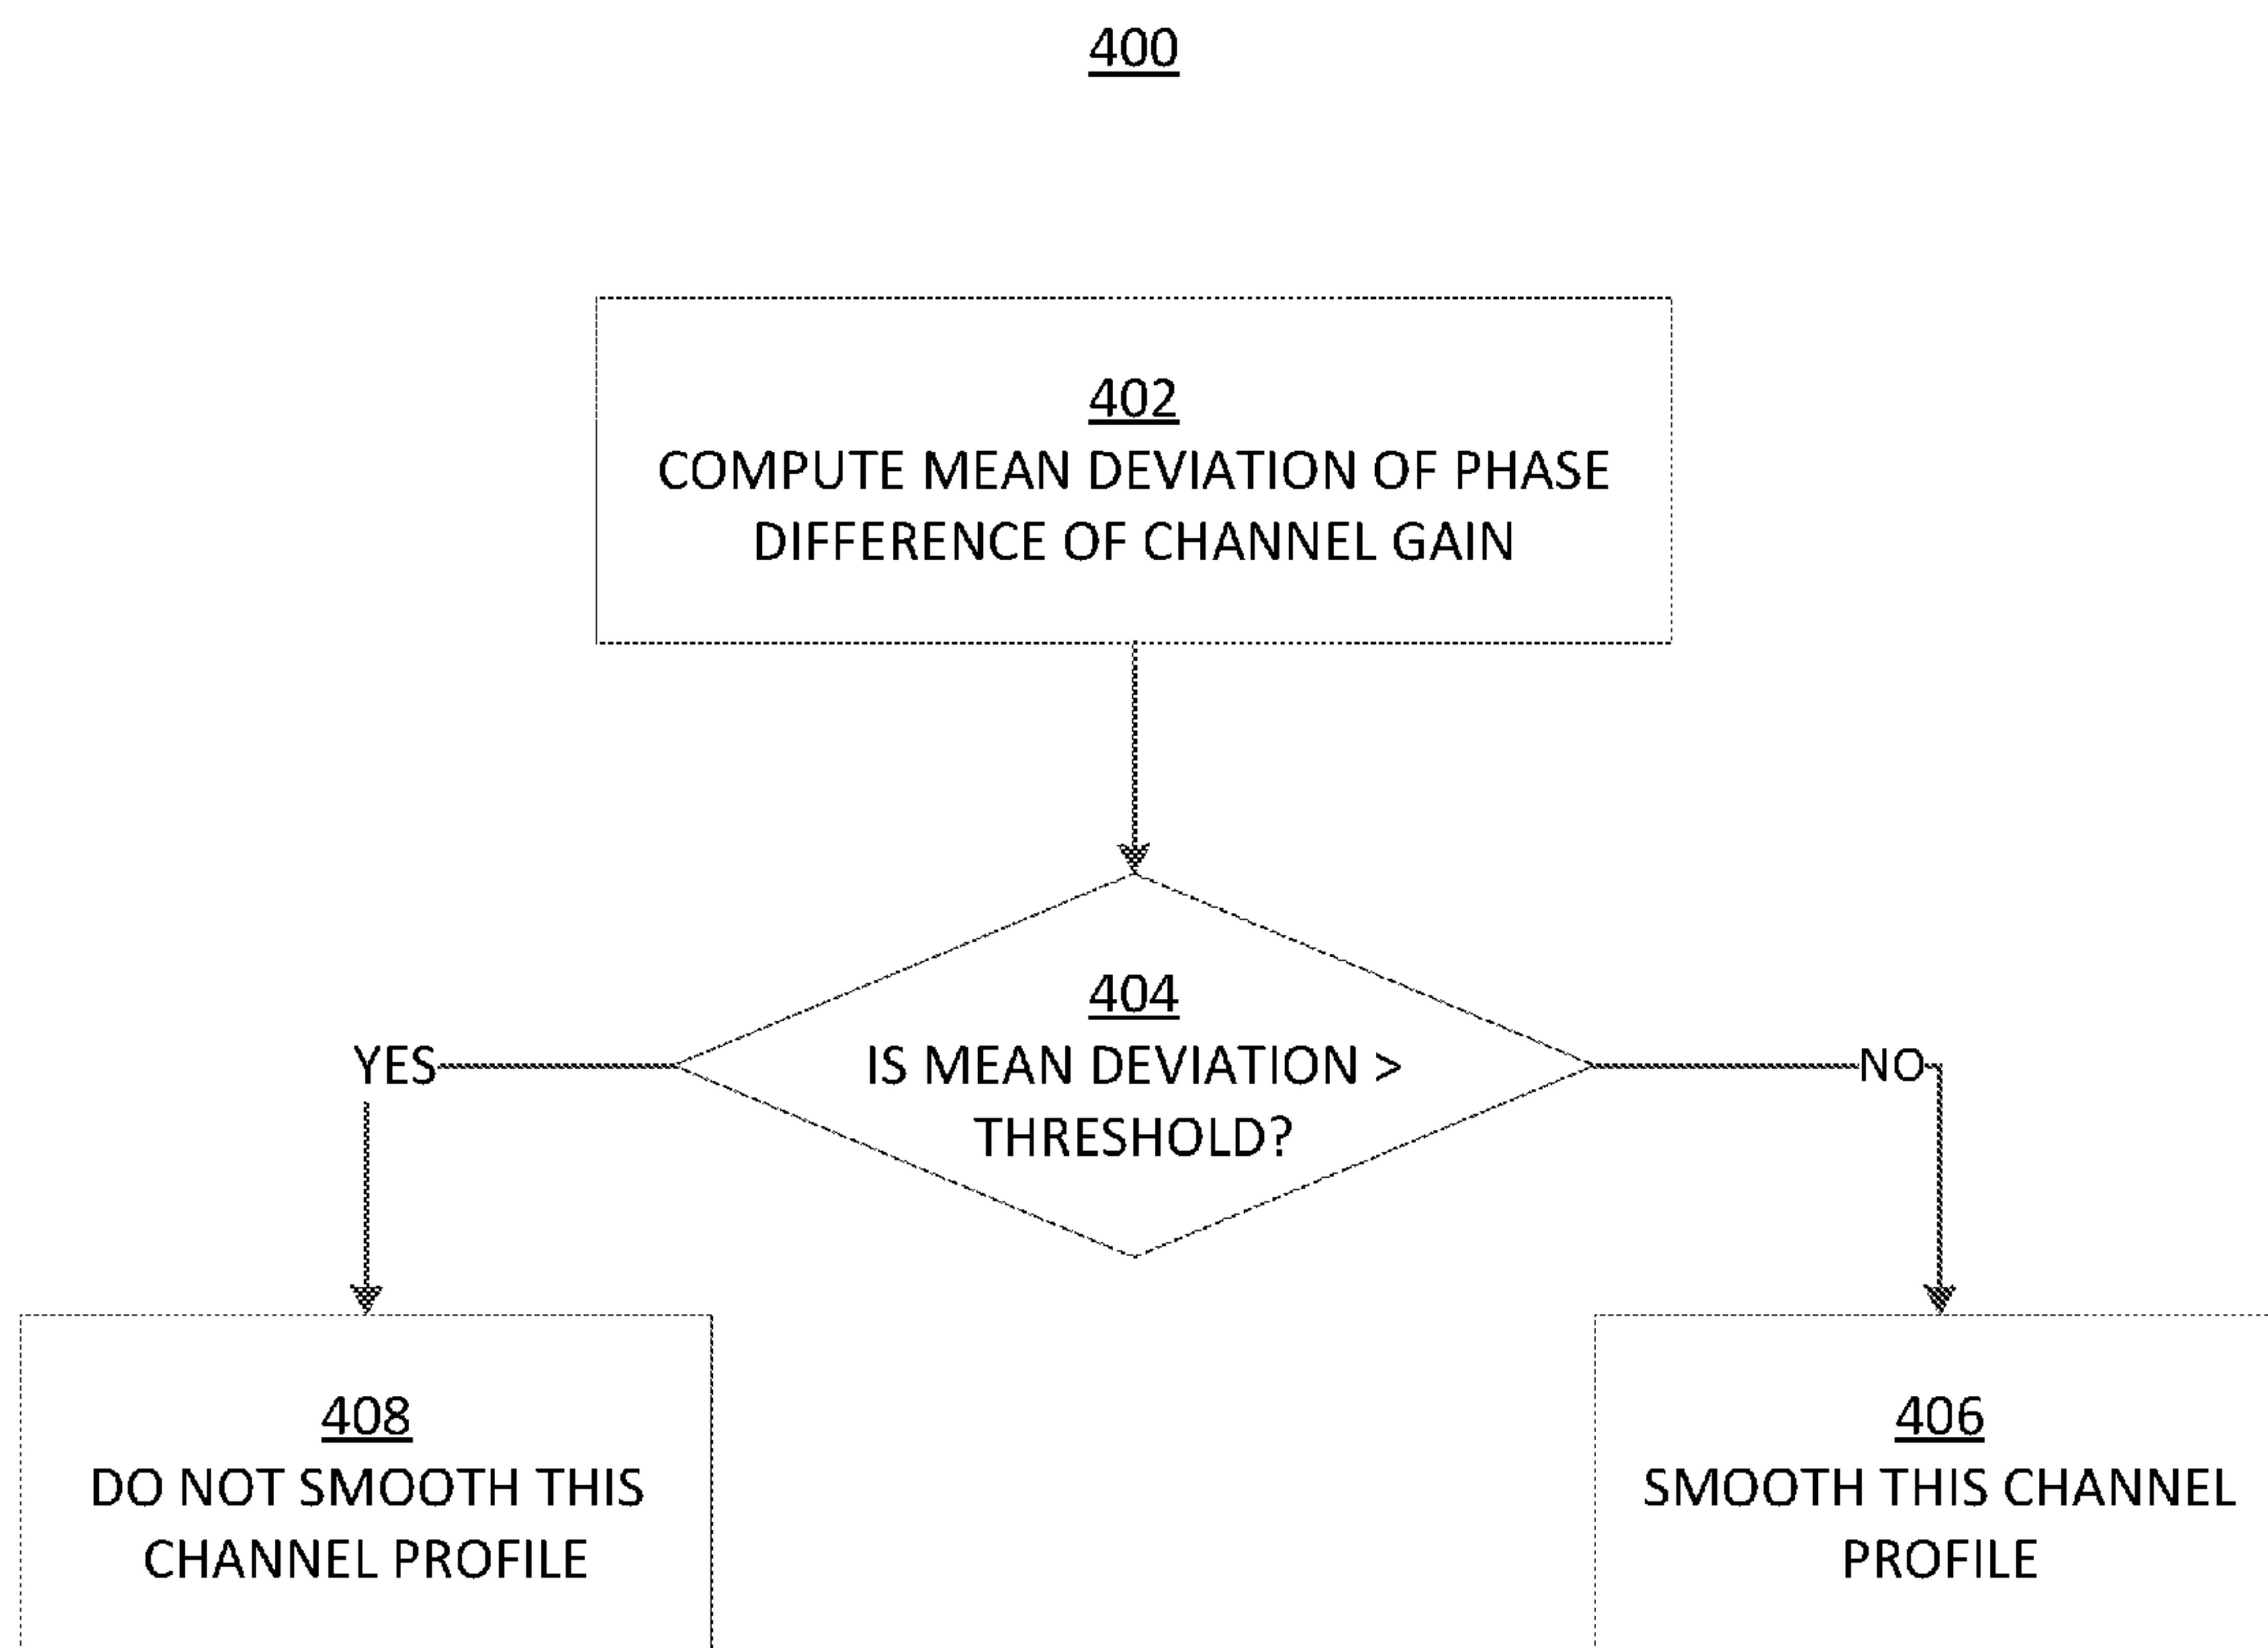 400
402
COMPUTE MEAN DEVIATION OF PHASE
DIFFERENCE OF CHANNEL GAIN
404
IS MEAN DEVIATION >
THRESHOLD?
YES
NO
408
DO NOT SMOOTH THIS
CHANNEL PROFILE
406
SMOOTH THIS CHANNEL
PROFILE